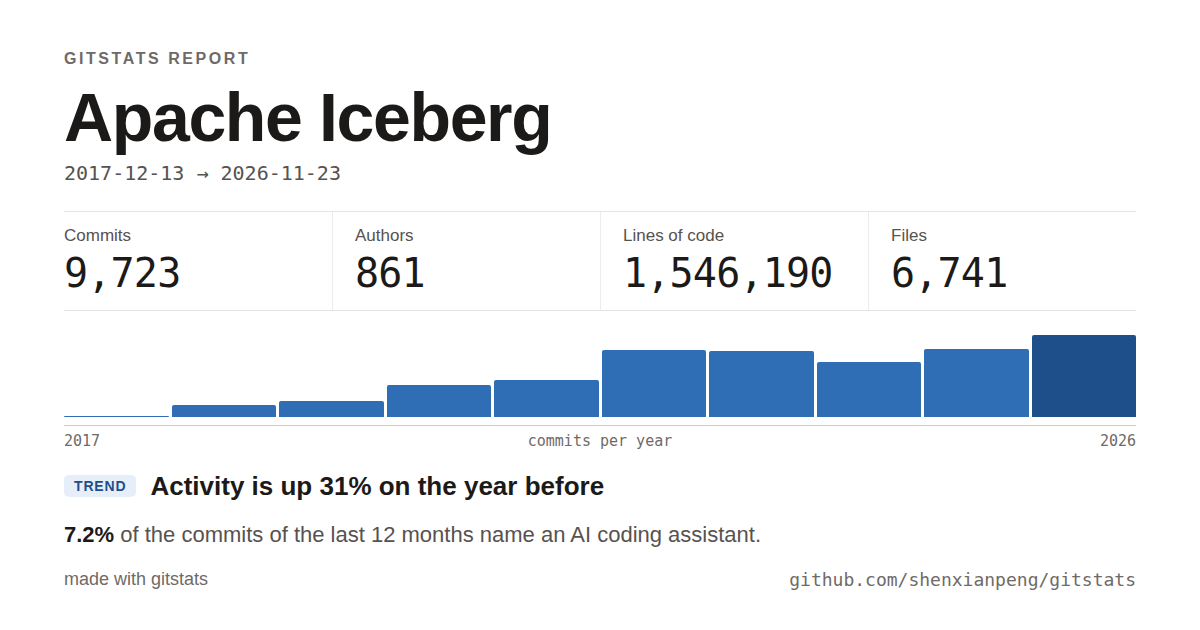 GITSTATS REPORT
Apache Iceberg
2017-12-13 → 2026-11-23
Commits
9,723
Authors
861
Lines of code
1,546,190
Files
6,741
2017
commits per year
2026
TREND Activity is up 31% on the year before
7.2% of the commits of the last 12 months name an AI coding assistant.
made with gitstats
github.com/shenxianpeng/gitstats